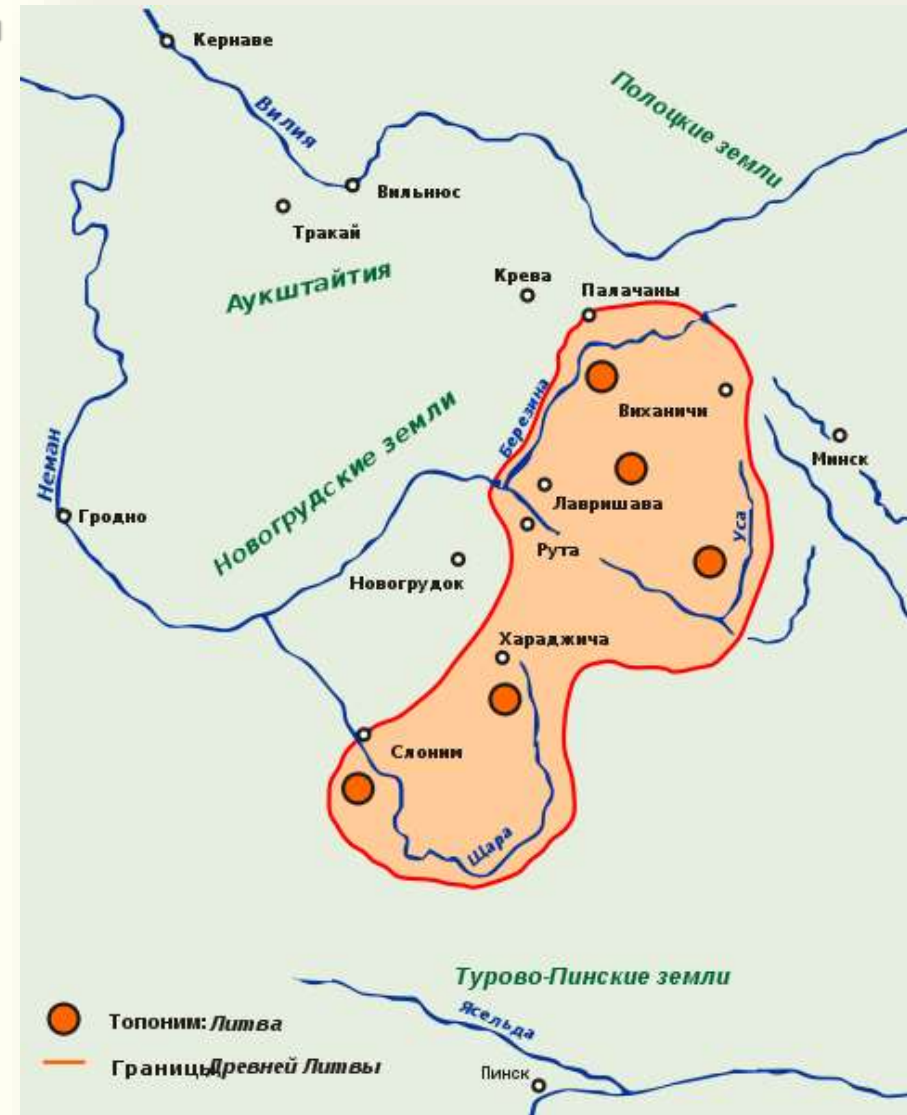 Кернаве
Вилия
Полоцкие земли
Вильнюс
Тракай
Аукштайтия
Крева
Палачаны
Березина
Виханичи
Неман
Новогрудские земли
Минск
Гродно
Лавришава
Уса
Рута
Новогрудок
Хараджича
Слоним
Щара
Турово-Пинские земли
Ясельда
Топоним: Литва
Границы Древней Литвы
Пинск